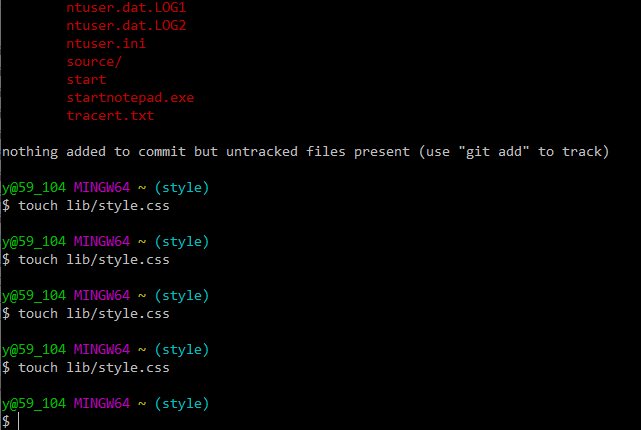 ntuser.dat.LOG1
ntuser.dat.LOG2
ntuser.ini
source/
start
startnotepad.exe
tracert.txt
nothing added to commit but untracked files present (use "git add" to track)
y@59_104 MINGW64 ~ (style)
$ touch lib/style.css
y@59_104 MINGW64 ~ (style)
$ touch lib/style.css
y@59_104 MINGW64 ~ (style)
$ touch lib/style.css
y@59_104 MINGW64 ~ (style)
$ touch lib/style.css
y@59_104 MINGW64 ~ (style)
$